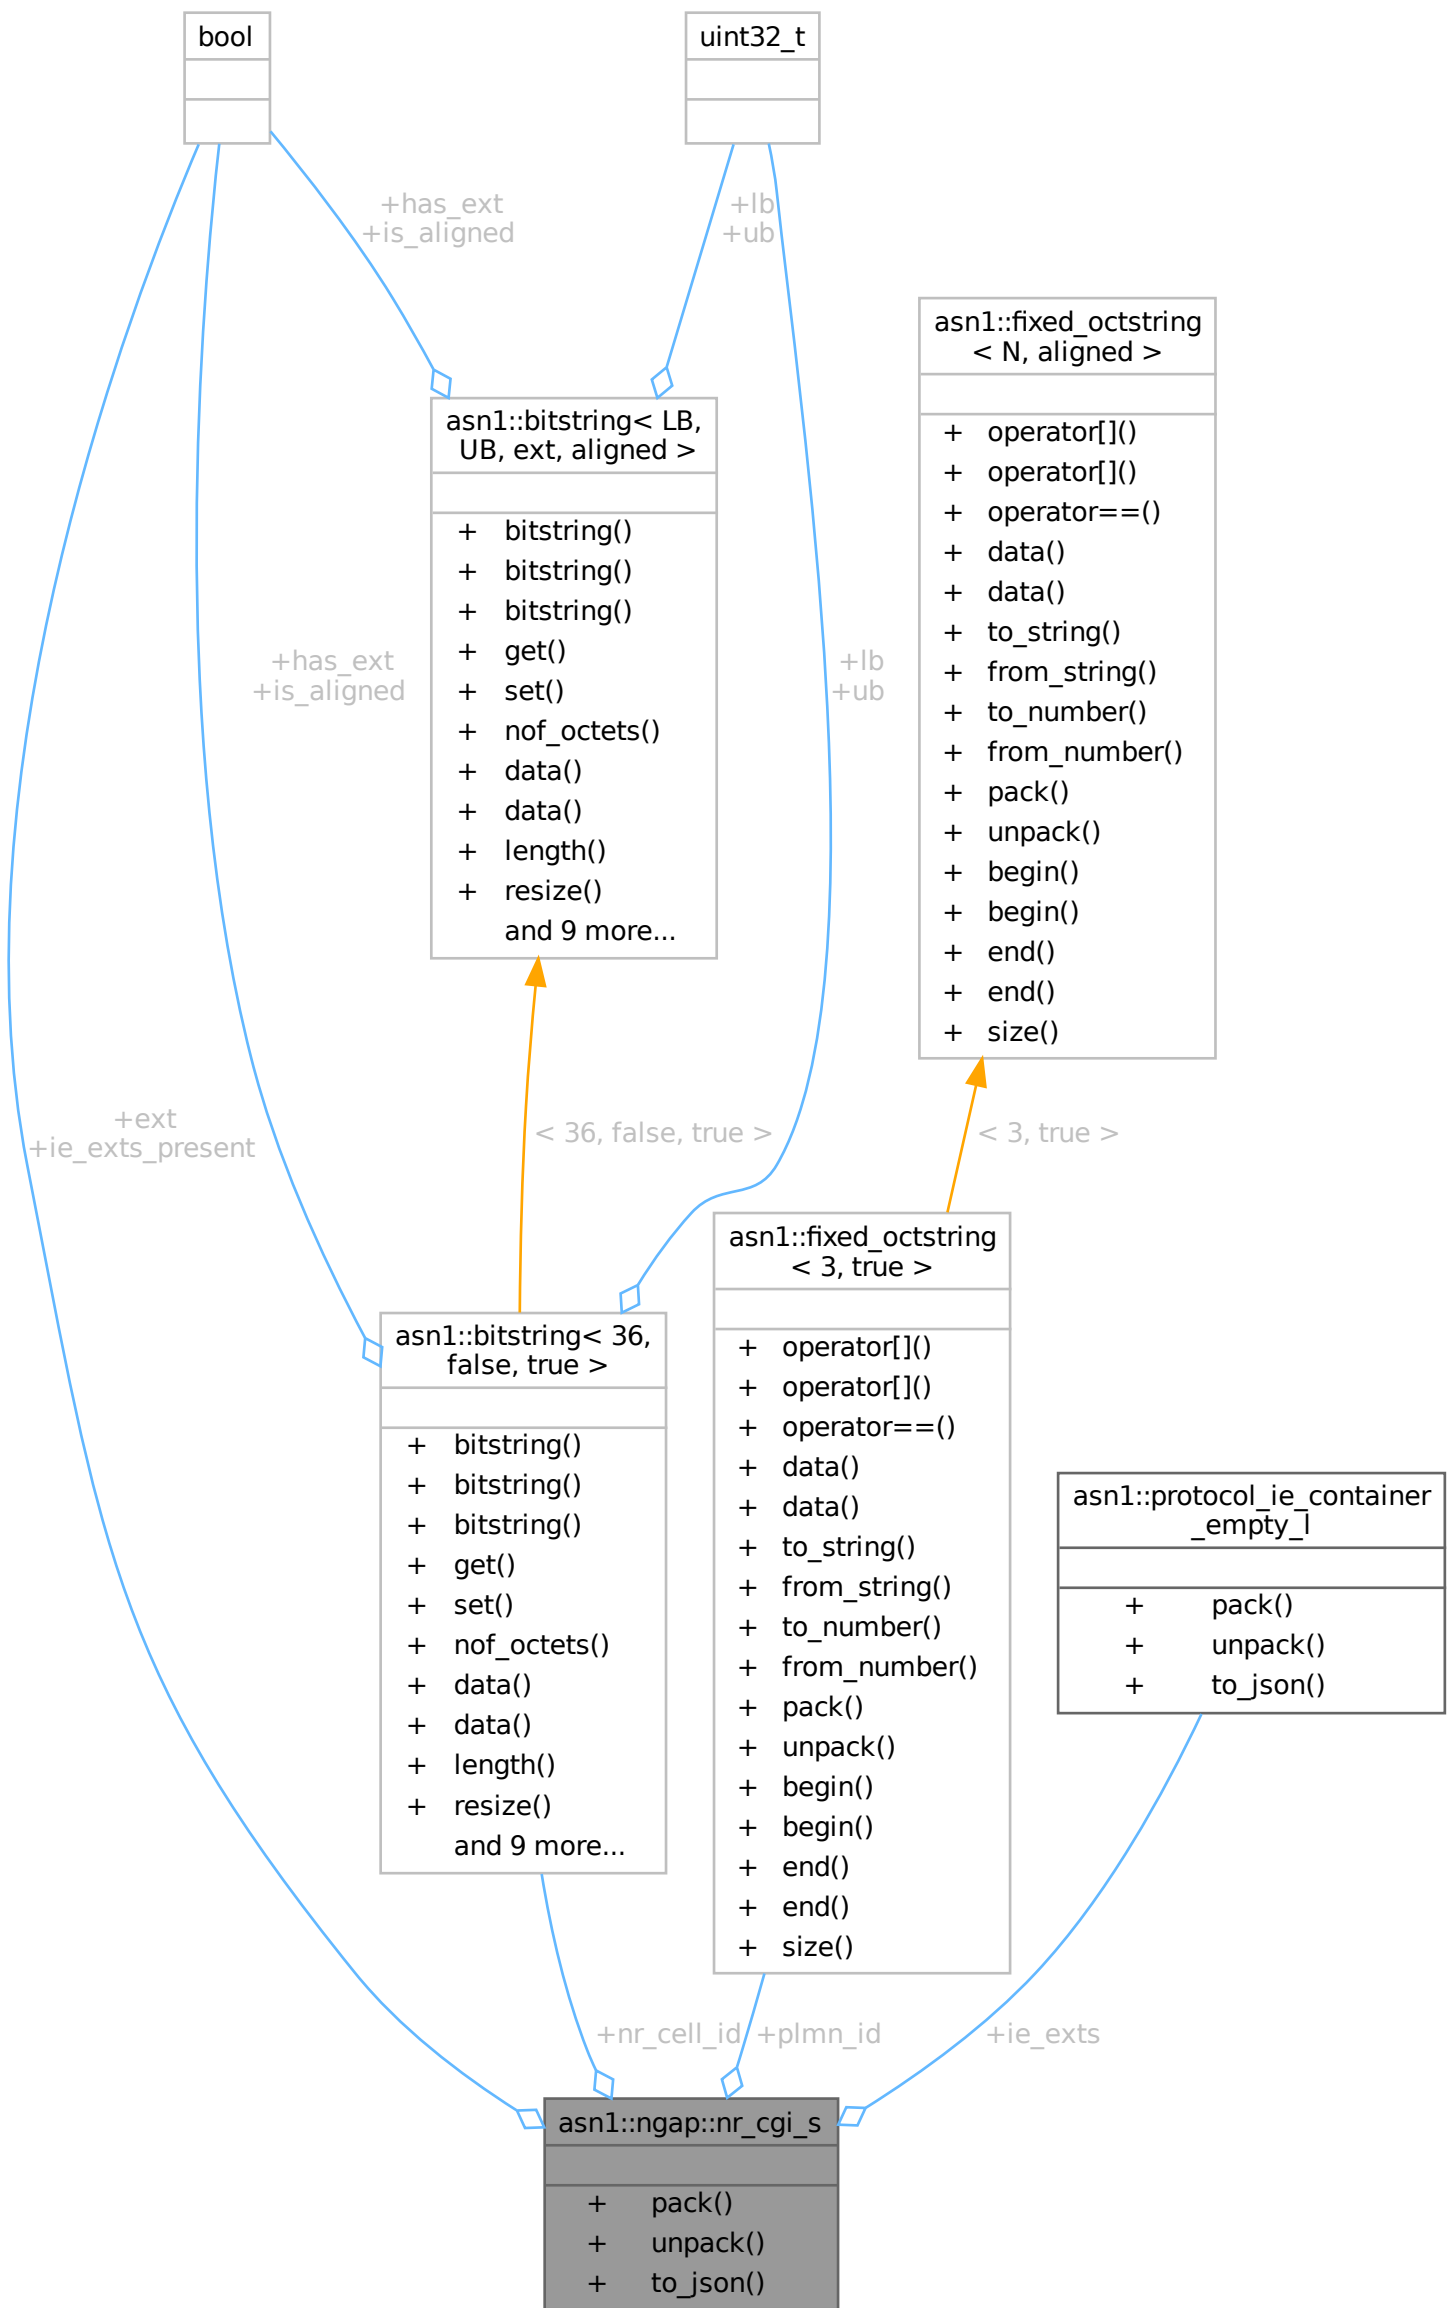 bool
uint32_t
+has_ext
+is_aligned
+lb
+ub
asn1::fixed_octstring
< N, aligned >
+ operator[]()
+ operator[]()
+ operator==()
+ data()
+ data()
+ to_string()
+ from_string()
+ to_number()
+ from_number()
+ pack()
+ unpack()
+ begin()
+ begin()
+ end()
+ end()
+ size()
asn1::bitstring< LB,
UB, ext, aligned >
+ bitstring()
+ bitstring()
+ bitstring()
+ get()
+ set()
+ nof_octets()
+ data()
+ data()
+ length()
+ resize()
and 9 more...
+has_ext
+is_aligned
+lb
+ub
+ext
+ie_exts_present
< 36, false, true >
< 3, true >
asn1::fixed_octstring
< 3, true >
+ operator[]()
+ operator[]()
+ operator==()
+ data()
+ data()
+ to_string()
+ from_string()
+ to_number()
+ from_number()
+ pack()
+ unpack()
+ begin()
+ begin()
+ end()
+ end()
+ size()
asn1::bitstring< 36,
false, true >
+ bitstring()
+ bitstring()
+ bitstring()
+ get()
+ set()
+ nof_octets()
+ data()
+ data()
+ length()
+ resize()
and 9 more...
asn1::protocol_ie_container
_empty_l
+ pack()
+ unpack()
+ to_json()
+nr_cell_id
+plmn_id
+ie_exts
asn1::ngap::nr_cgi_s
+ pack()
+ unpack()
+ to_json()